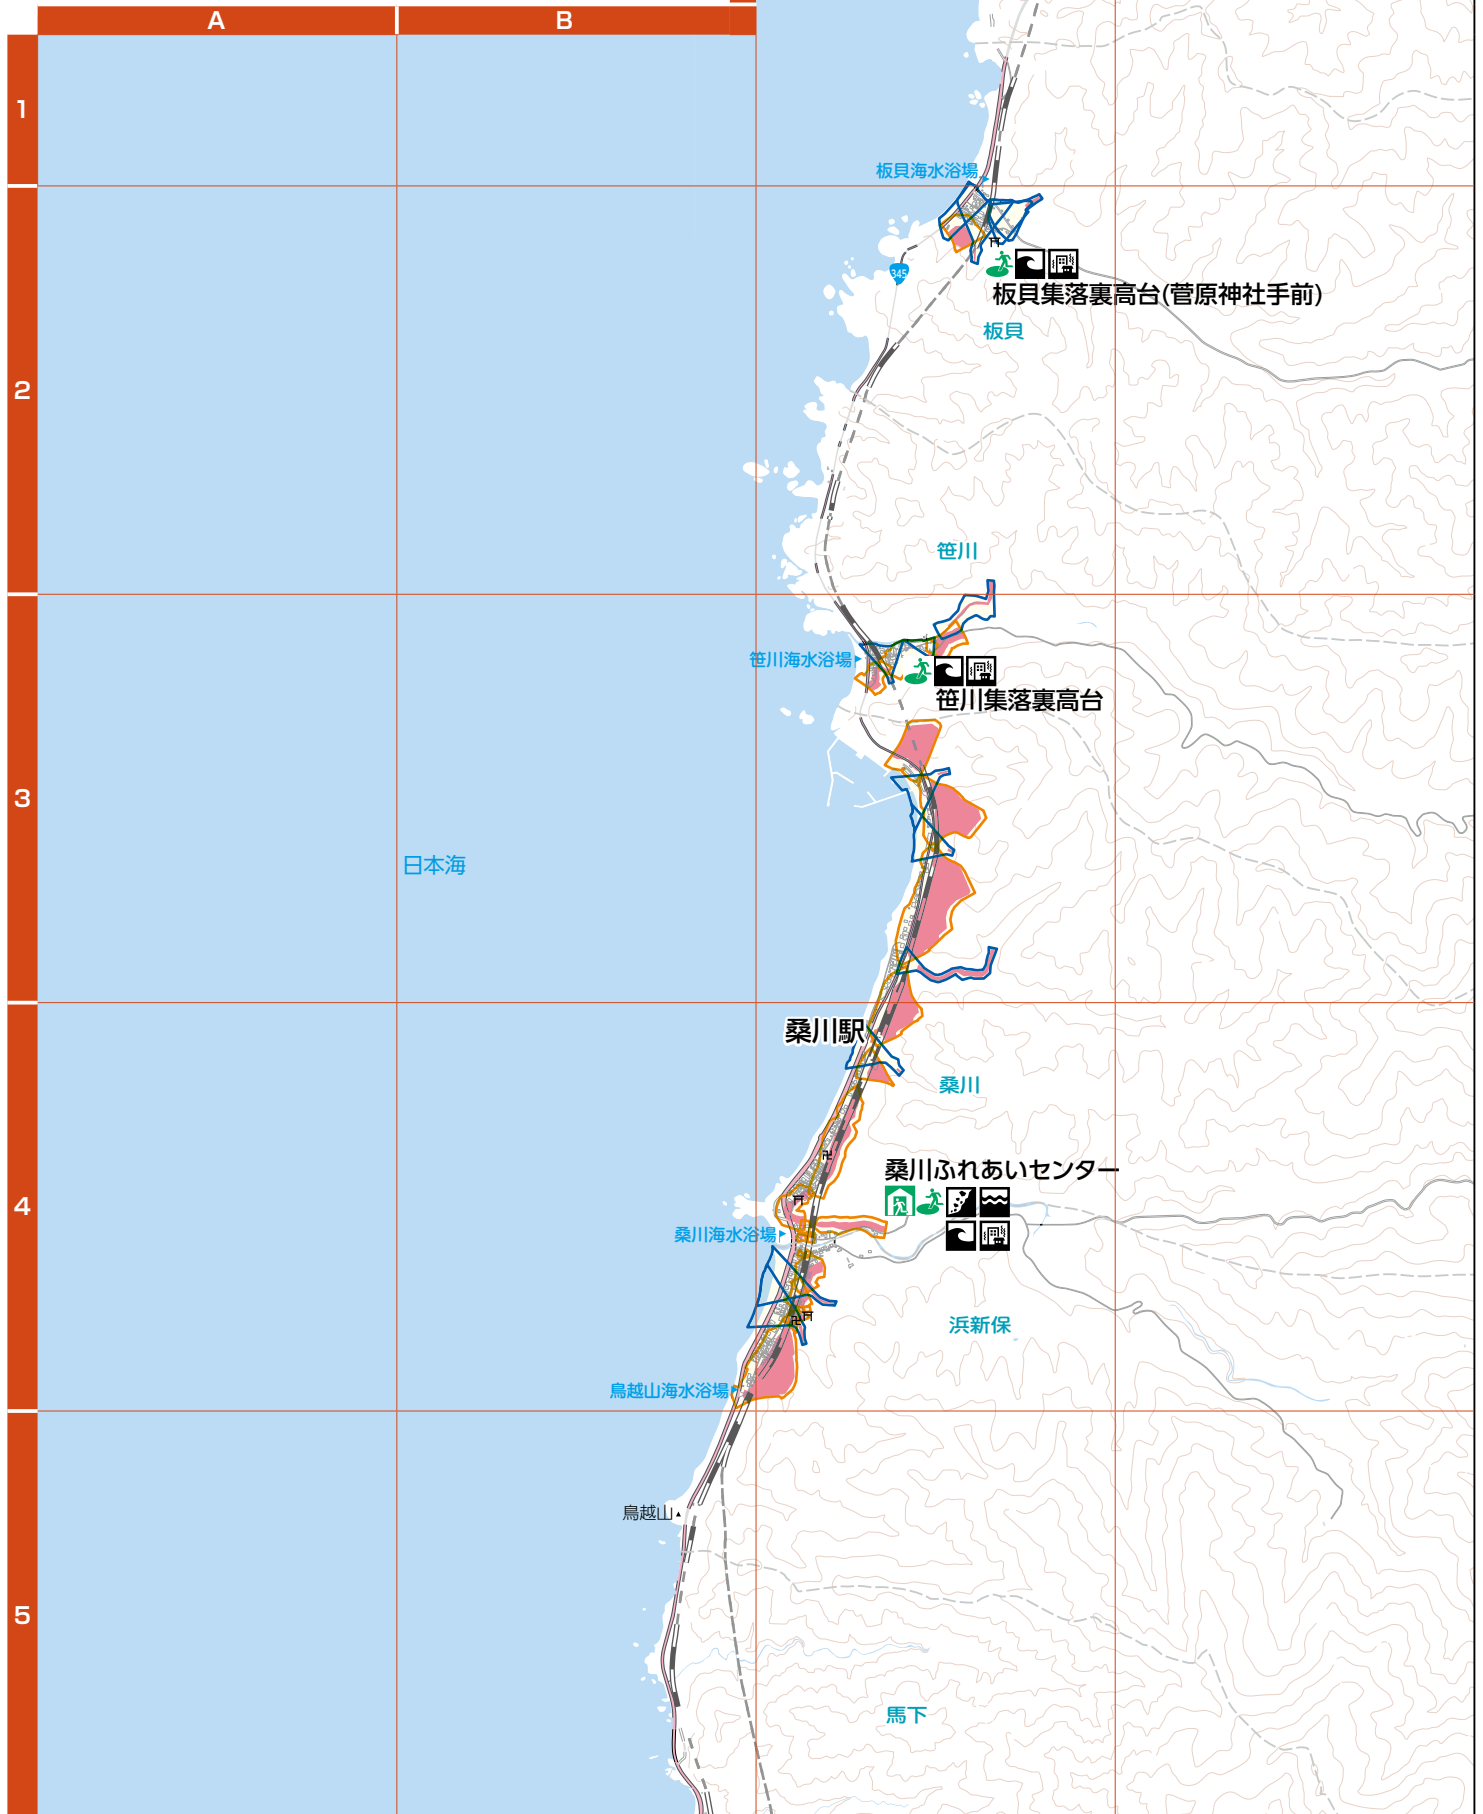 A
B
1
板貝海水浴場
345
板貝集落裏高台(菅原神社手前)
板貝
2
笹川
笹川海水浴場
笹川集落裏高台
3
日本海
桑川駅
桑川
桑川ふれあいセンター
4
桑川海水浴場
浜新保
鳥越山海水浴場
鳥越山
5
馬下